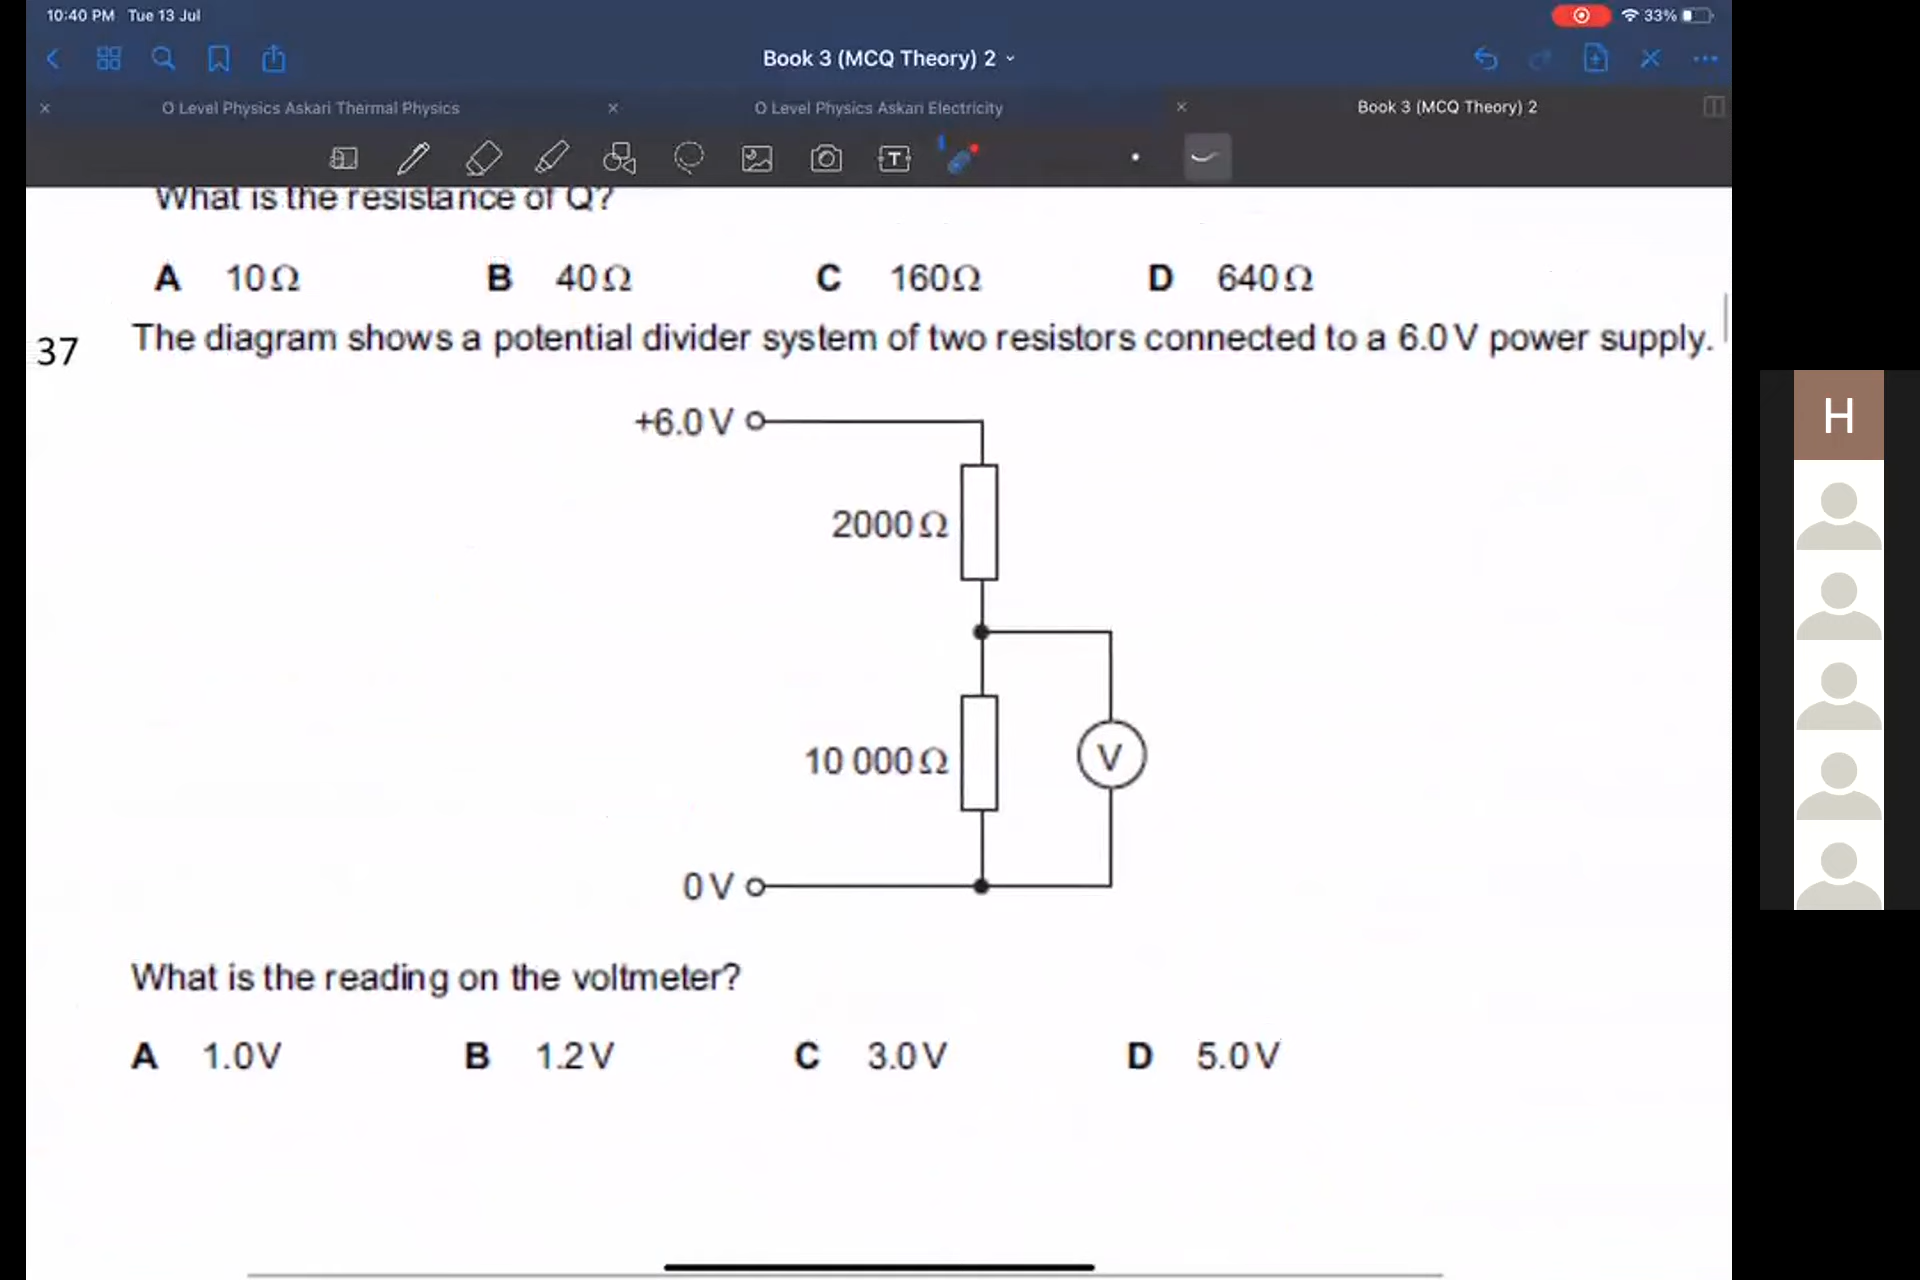 10:40 PM Tue 13 Jul
33%
Book 3 (MCQ Theory) 2
O Level Physics Askari Thermal Physics
O Level Physics Askari Electricity
Book 3 (MCQ Theory) 2
T
1
What is the resistance of Q?
A 10Ω B 40Ω C 160Ω D 640Ω
37 The diagram shows a potential divider system of two resistors connected to a 6.0V power supply.
+6.0V
2000Ω
10 000Ω
V
0V
What is the reading on the voltmeter?
A 1.0V B 1.2V C 3.0V D 5.0V
H